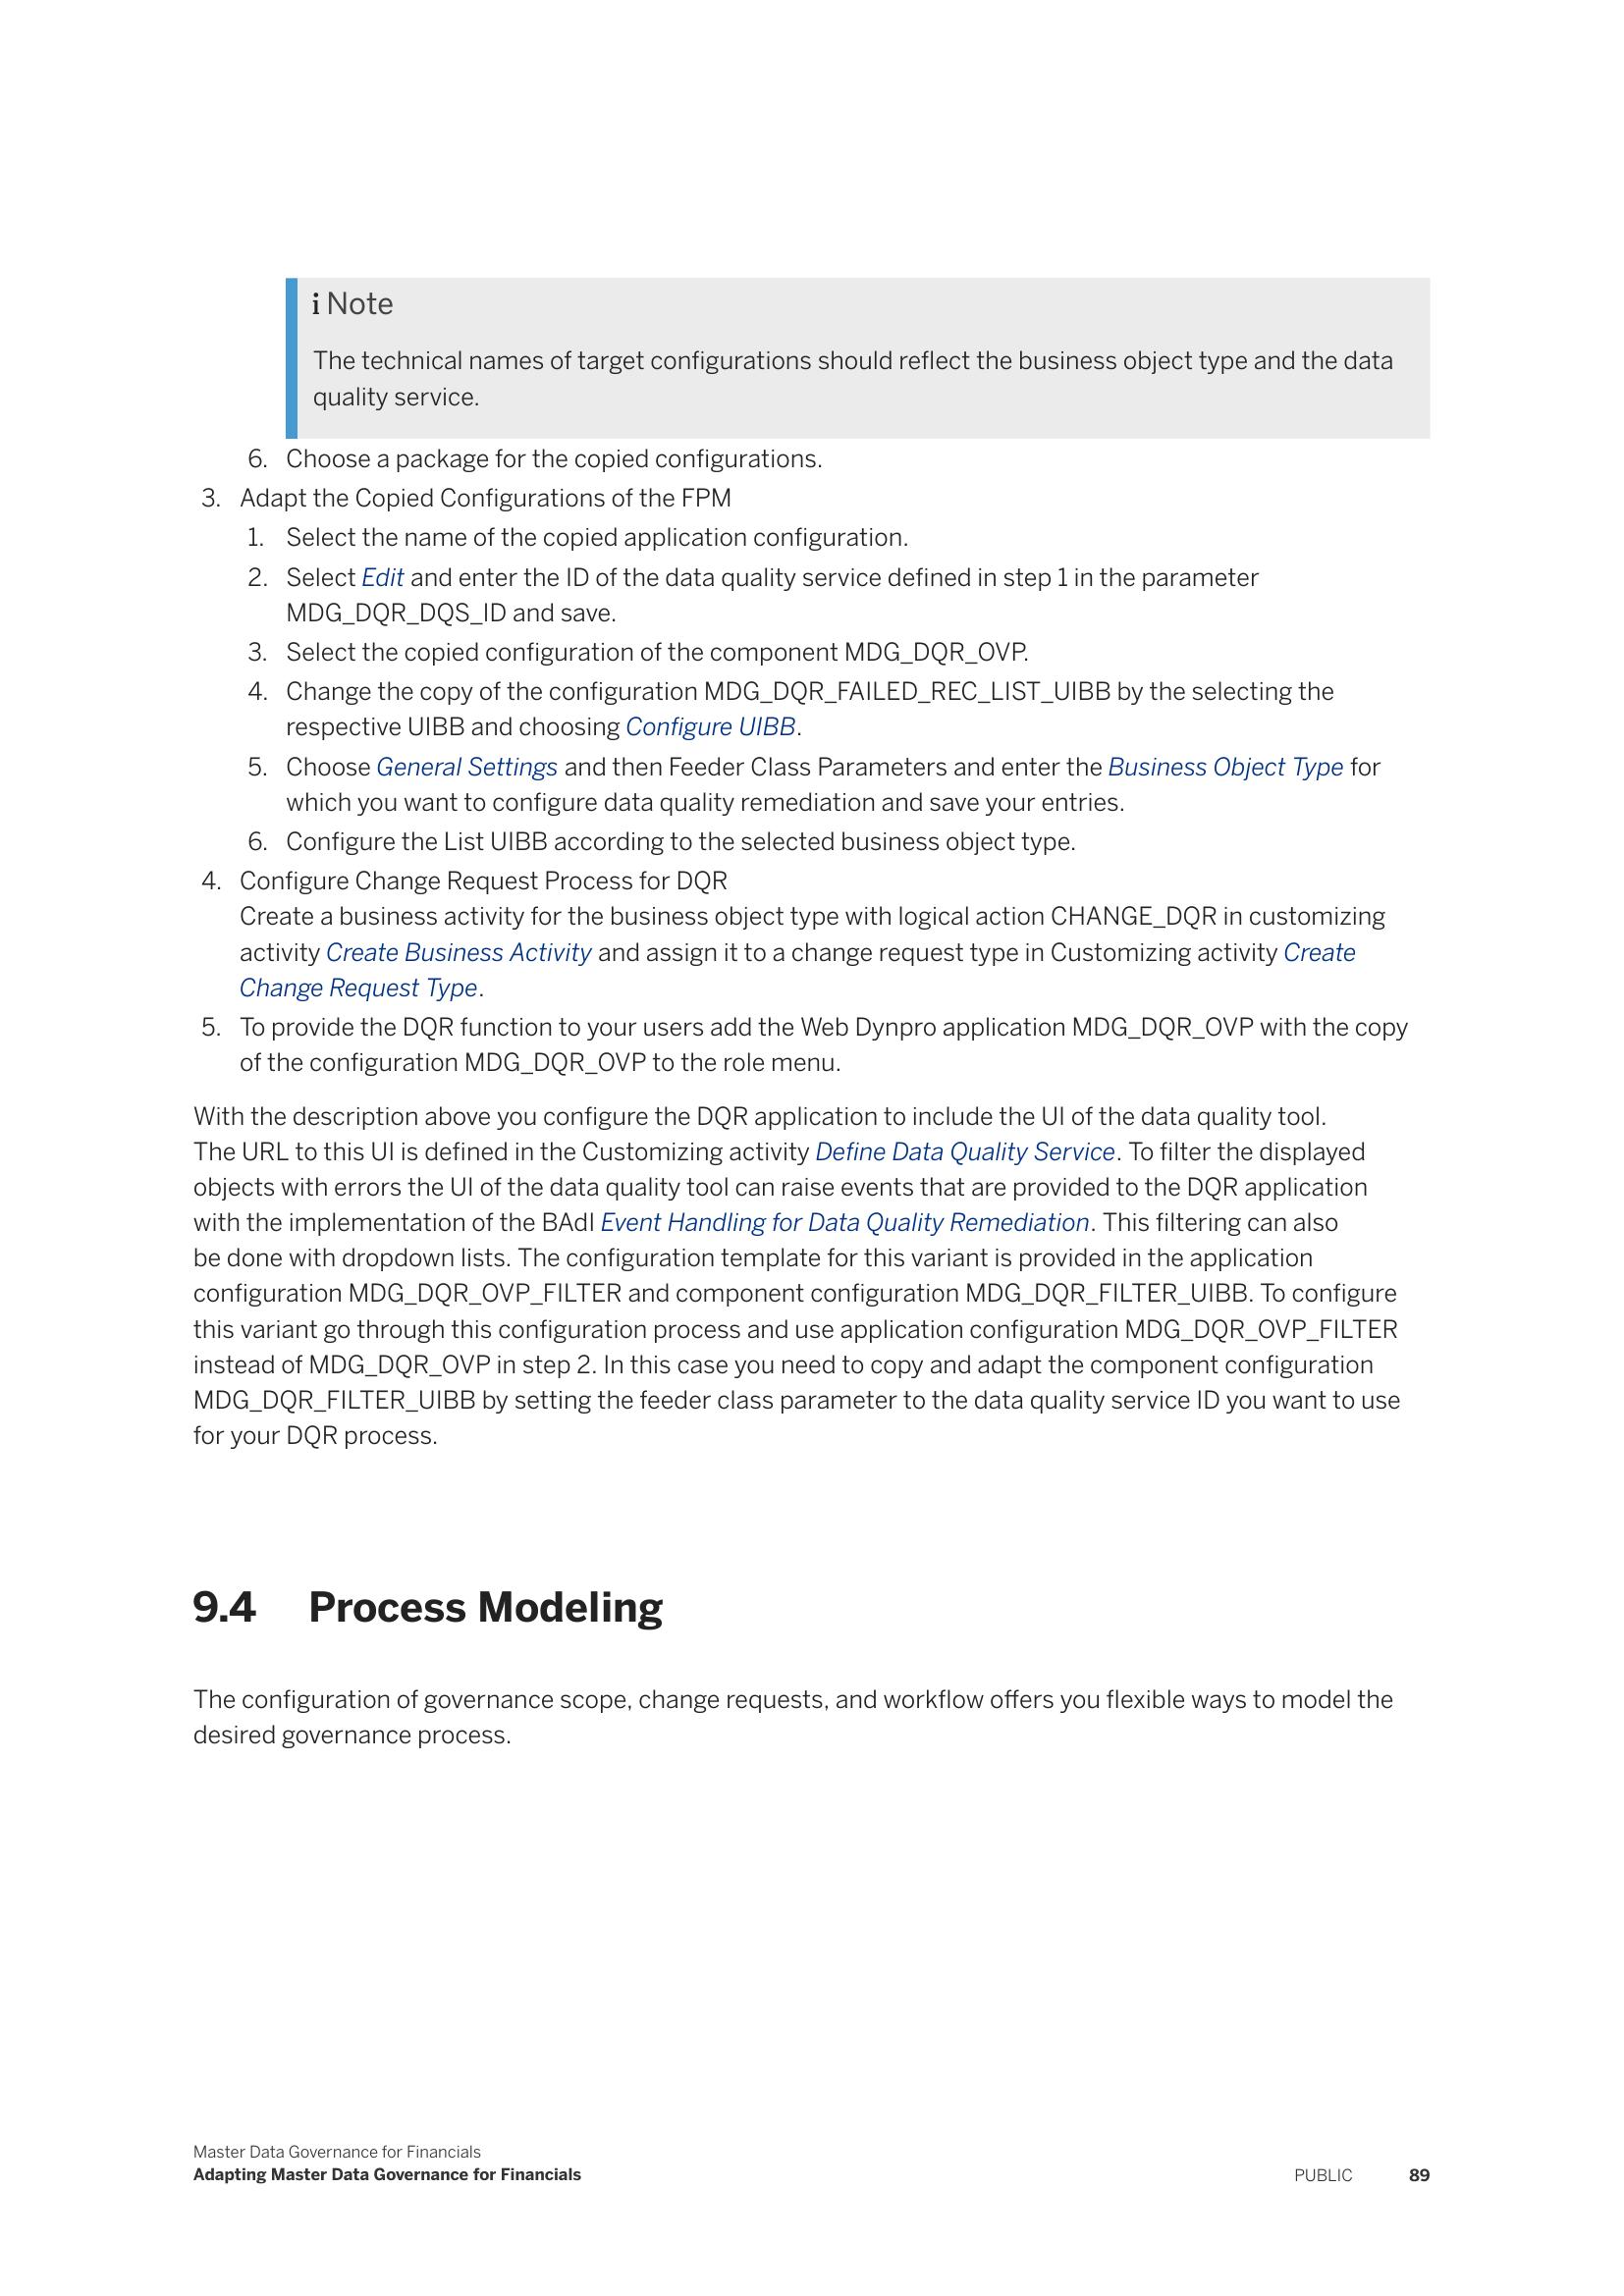 i Note
The technical names of target configurations should reflect the business object type and the data
quality service.
6. Choose a package for the copied configurations.
3. Adapt the Copied Configurations of the FPM
1. Select the name of the copied application configuration.
2. Select Edit and enter the ID of the data quality service defined in step 1 in the parameter
MDG_DQR_DQS_ID and save.
3. Select the copied configuration of the component MDG_DQR_OVP.
4. Change the copy of the configuration MDG_DQR_FAILED_REC_LIST_UIBB by the selecting the
respective UIBB and choosing Configure UIBB.
5. Choose General Settings and then Feeder Class Parameters and enter the Business Object Type for
which you want to configure data quality remediation and save your entries.
6. Configure the List UIBB according to the selected business object type.
4. Configure Change Request Process for DQR
Create a business activity for the business object type with logical action CHANGE_DQR in customizing
activity Create Business Activity and assign it to a change request type in Customizing activity Create
Change Request Type.
5. To provide the DQR function to your users add the Web Dynpro application MDG_DQR_OVP with the copy
of the configuration MDG_DQR_OVP to the role menu.
With the description above you configure the DQR application to include the UI of the data quality tool.
The URL to this UI is defined in the Customizing activity Define Data Quality Service. To filter the displayed
objects with errors the UI of the data quality tool can raise events that are provided to the DQR application
with the implementation of the BAdI Event Handling for Data Quality Remediation. This filtering can also
be done with dropdown lists. The configuration template for this variant is provided in the application
configuration MDG_DQR_OVP_FILTER and component configuration MDG_DQR_FILTER_UIBB. To configure
this variant go through this configuration process and use application configuration MDG_DQR_OVP_FILTER
instead of MDG_DQR_OVP in step 2. In this case you need to copy and adapt the component configuration
MDG_DQR_FILTER_UIBB by setting the feeder class parameter to the data quality service ID you want to use
for your DQR process.
9.4 Process Modeling
The configuration of governance scope, change requests, and workflow offers you flexible ways to model the
desired governance process.
Master Data Governance for Financials
Adapting Master Data Governance for Financials
PUBLIC 89